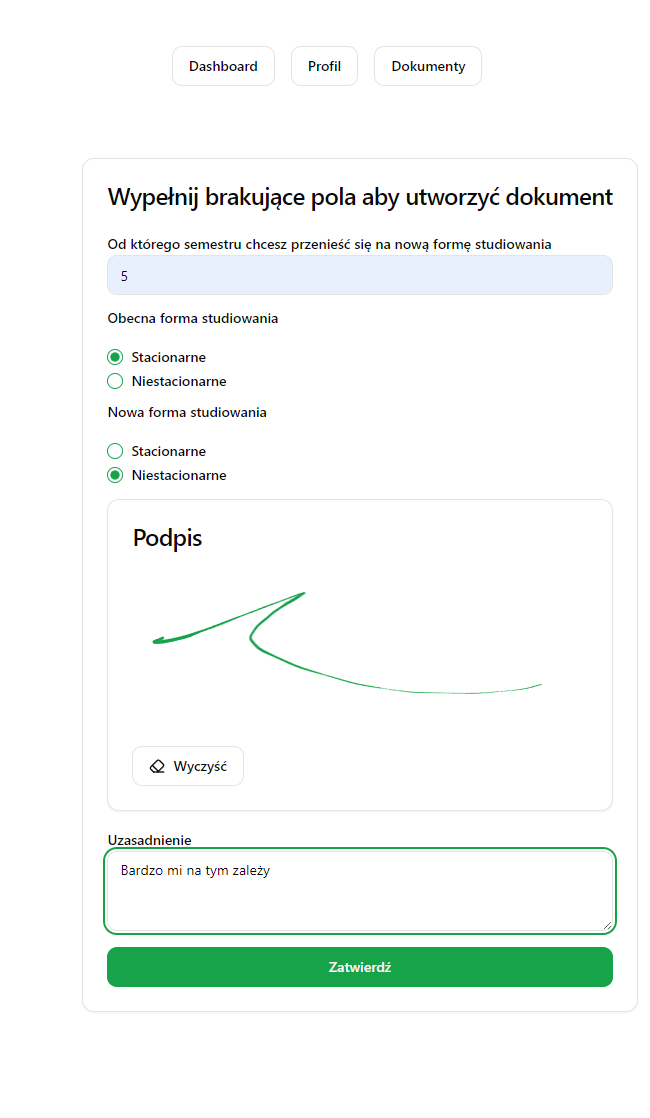 Dashboard Profil Dokumenty
Wypełnij brakujące pola aby utworzyć dokument
Od którego semestru chcesz przenieść się na nową formę studiowania
5
Obecna forma studiowania
Stacionarne
Niestacionarne
Nowa forma studiowania
Stacionarne
Niestacionarne
Podpis
Wyczyść
Uzasadnienie
Bardzo mi na tym zależy
Zatwierdź